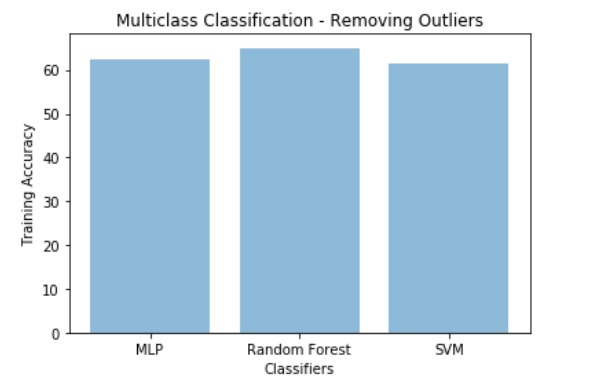 Multiclass Classification - Removing Outliers
Training Accuracy
60
50
40
30
20
10
0
MLP
Random Forest
SVM
Classifiers